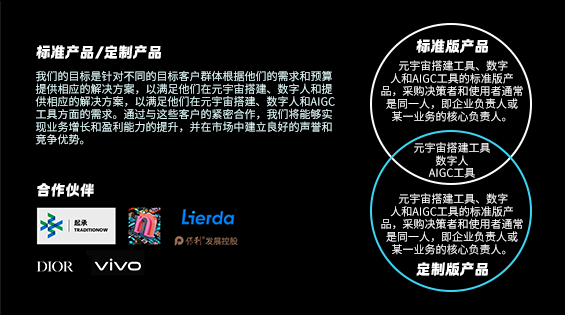 标准产品/定制产品
我们的目标是针对不同的目标客户群体根据他们的需求和预算
提供相应的解决方案，以满足他们在元宇宙搭建、数字人和提
供相应的解决方案，以满足他们在元宇宙搭建、数字人和AIGC
工具方面的需求。通过与这些客户的紧密合作，我们将能够实
现业务增长和盈利能力的提升，并在市场中建立良好的声誉和
竞争优势。
合作伙伴
起承
TRADITIONOW
n
Lierda
保利发展控股
DIOR
vivo
标准版产品
元宇宙搭建工具、数字
人和AIGC工具的标准版产
品，采购决策者和使用者通常
是同一人，即企业负责人或
某一业务的核心负责人。
元宇宙搭建工具
数字人
AIGC工具
元宇宙搭建工具、数字
人和AIGC工具的标准版产
品，采购决策者和使用者通常
是同一人，即企业负责人或
某一业务的核心负责人。
定制版产品